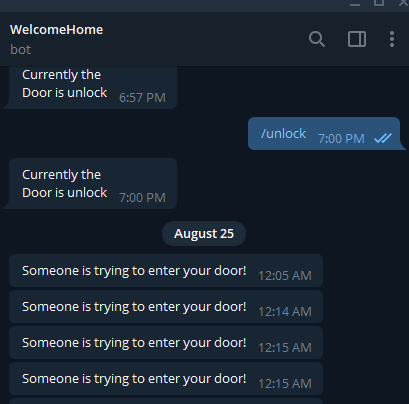 WelcomeHome
bot
Currently the
Door is unlock 6:57 PM
/unlock 7:00 PM
Currently the
Door is unlock 7:00 PM
August 25
Someone is trying to enter your door! 12:05 AM
Someone is trying to enter your door! 12:14 AM
Someone is trying to enter your door! 12:15 AM
Someone is trying to enter your door! 12:15 AM